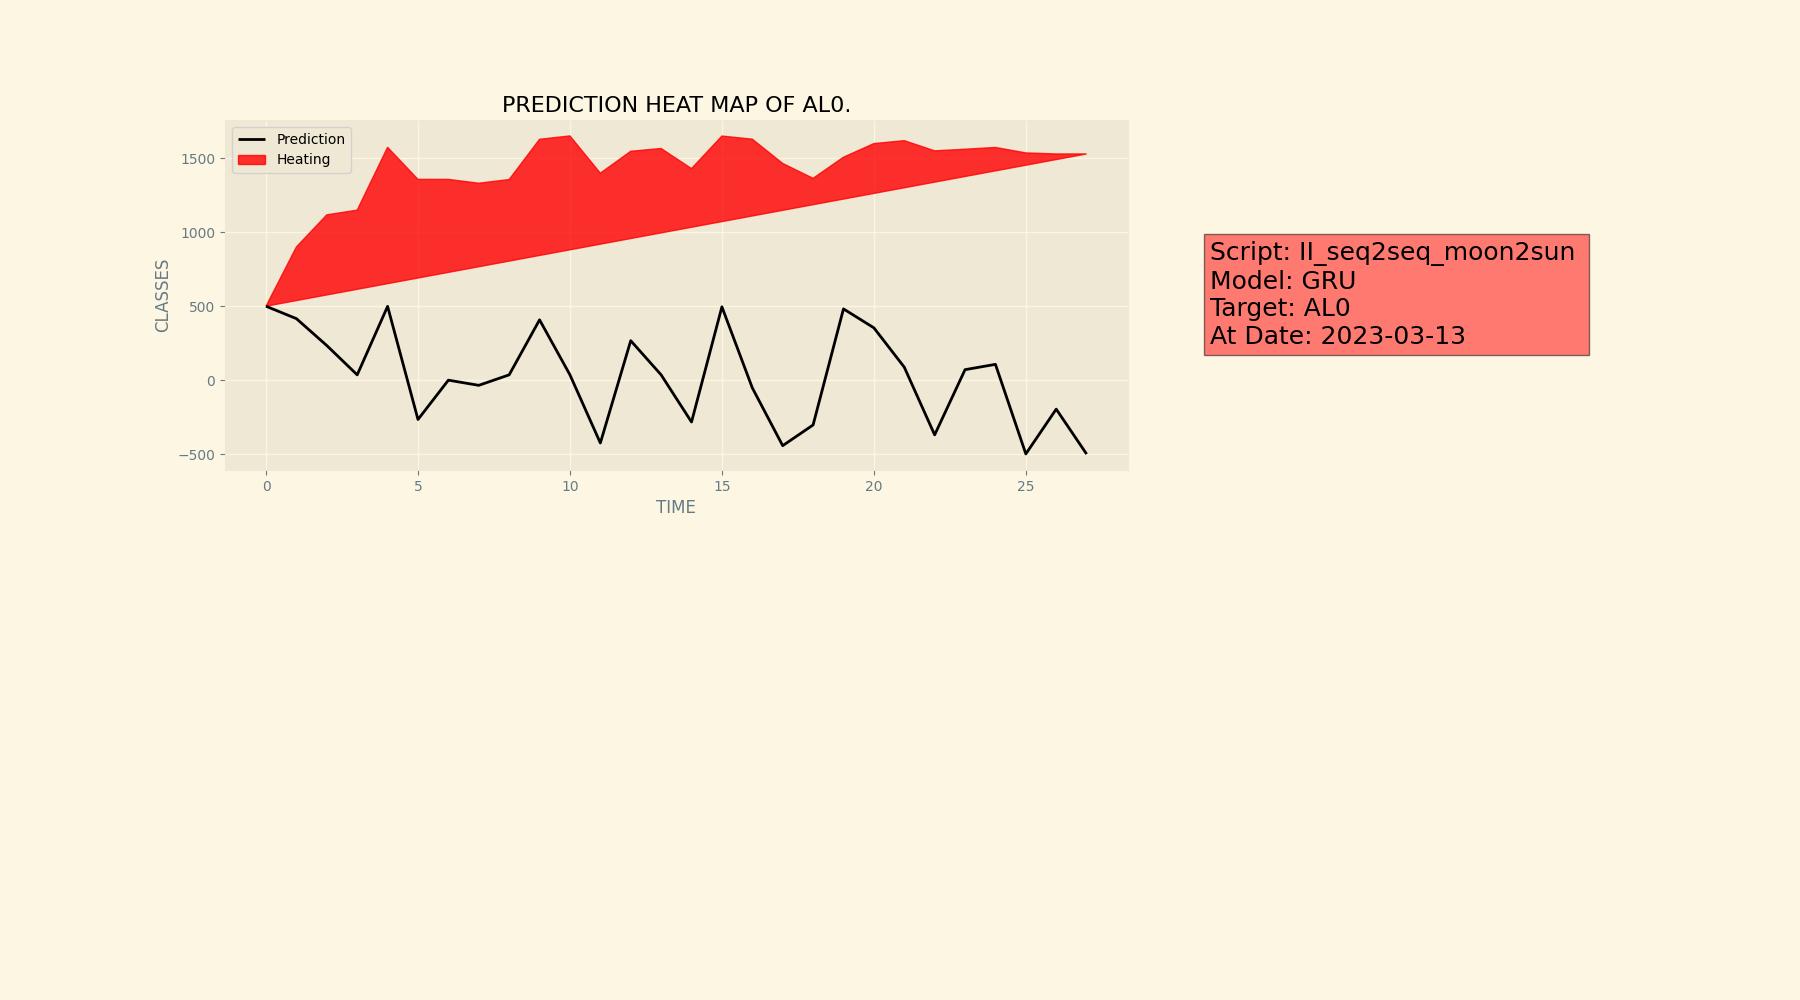 PREDICTION HEAT MAP OF AL0.
Prediction
Heating
1500
1000
500
0
−500
CLASSES
0 5 10 15 20 25
TIME
Script: II_seq2seq_moon2sun
Model: GRU
Target: AL0
At Date: 2023-03-13